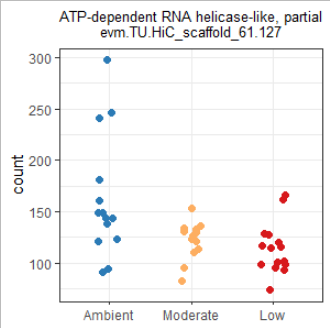 ATP-dependent RNA helicase-like, partial
evm.TU.HiC_scaffold_61.127
300
250
200
150
100
count
Ambient Moderate Low